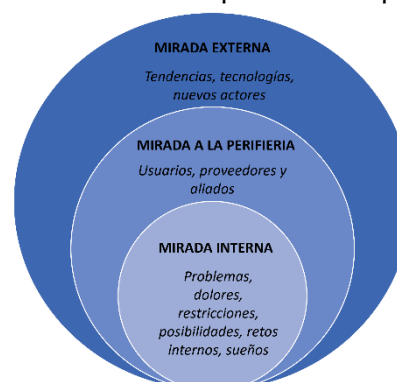 MIRADA EXTERNA
Tendencias, tecnologías,
nuevos actores
MIRADA A LA PERIFIERIA
Usuarios, proveedores y
aliados
MIRADA INTERNA
Problemas,
dolores,
restricciones,
posibilidades, retos
internos, sueños